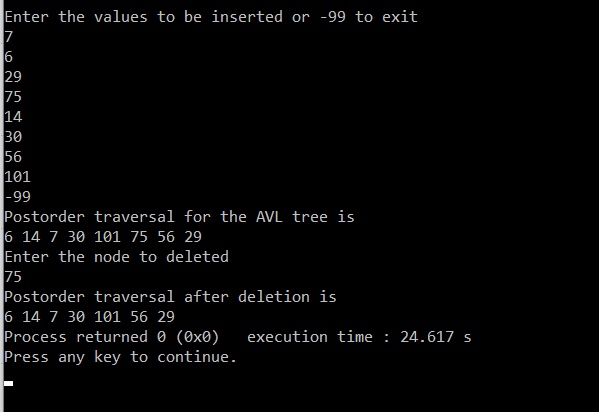 Enter the values to be inserted or -99 to exit
7
6
29
75
14
30
56
101
-99
Postorder traversal for the AVL tree is
6 14 7 30 101 75 56 29
Enter the node to deleted
75
Postorder traversal after deletion is
6 14 7 30 101 56 29
Process returned 0 (0x0)   execution time : 24.617 s
Press any key to continue.